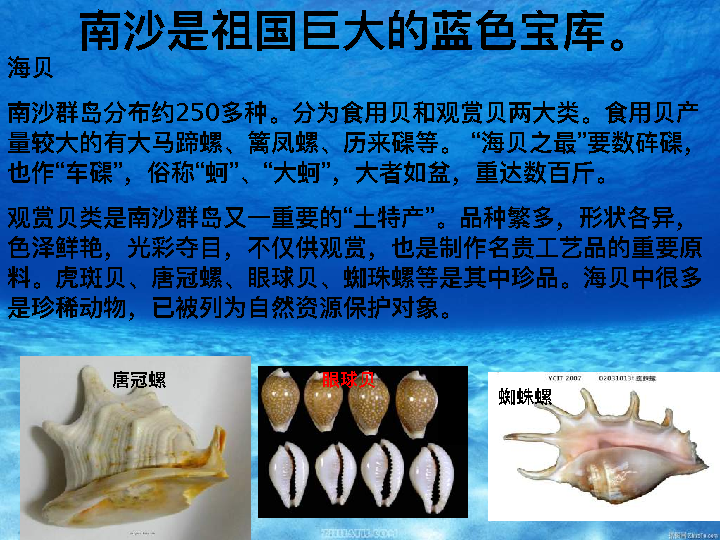 南沙是祖国巨大的蓝色宝库。
海贝
南沙群岛分布约250多种。分为食用贝和观赏贝两大类。食用贝产
量较大的有大马蹄螺、篱凤螺、历来磲等。“海贝之最”要数砗磲，
也作“车磲”，俗称“蚵”、“大蚵”，大者如盆，重达数百斤。
观赏贝类是南沙群岛又一重要的“土特产”。品种繁多，形状各异，
色泽鲜艳，光彩夺目，不仅供观赏，也是制作名贵工艺品的重要原
料。虎斑贝、唐冠螺、眼球贝、蜘珠螺等是其中珍品。海贝中很多
是珍稀动物，已被列为自然资源保护对象。
唐冠螺
眼球贝
YCIT 2007
蜘蛛螺